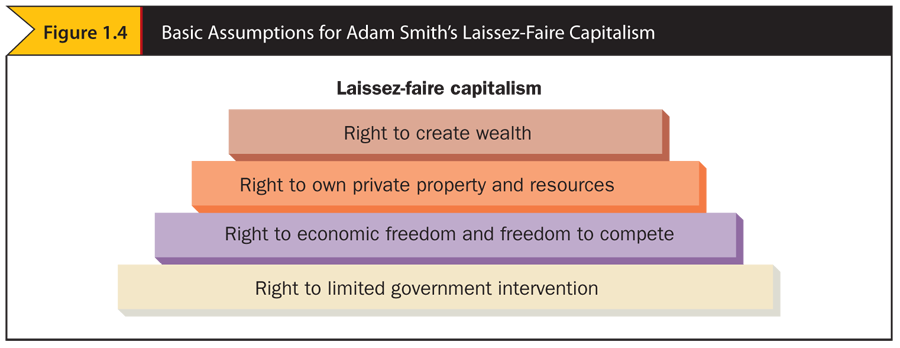 Figure 1.4
Basic Assumptions for Adam Smith's Laissez-Faire Capitalism
Laissez-faire capitalism
Right to create wealth
Right to own private property and resources
Right to economic freedom and freedom to compete
Right to limited government intervention